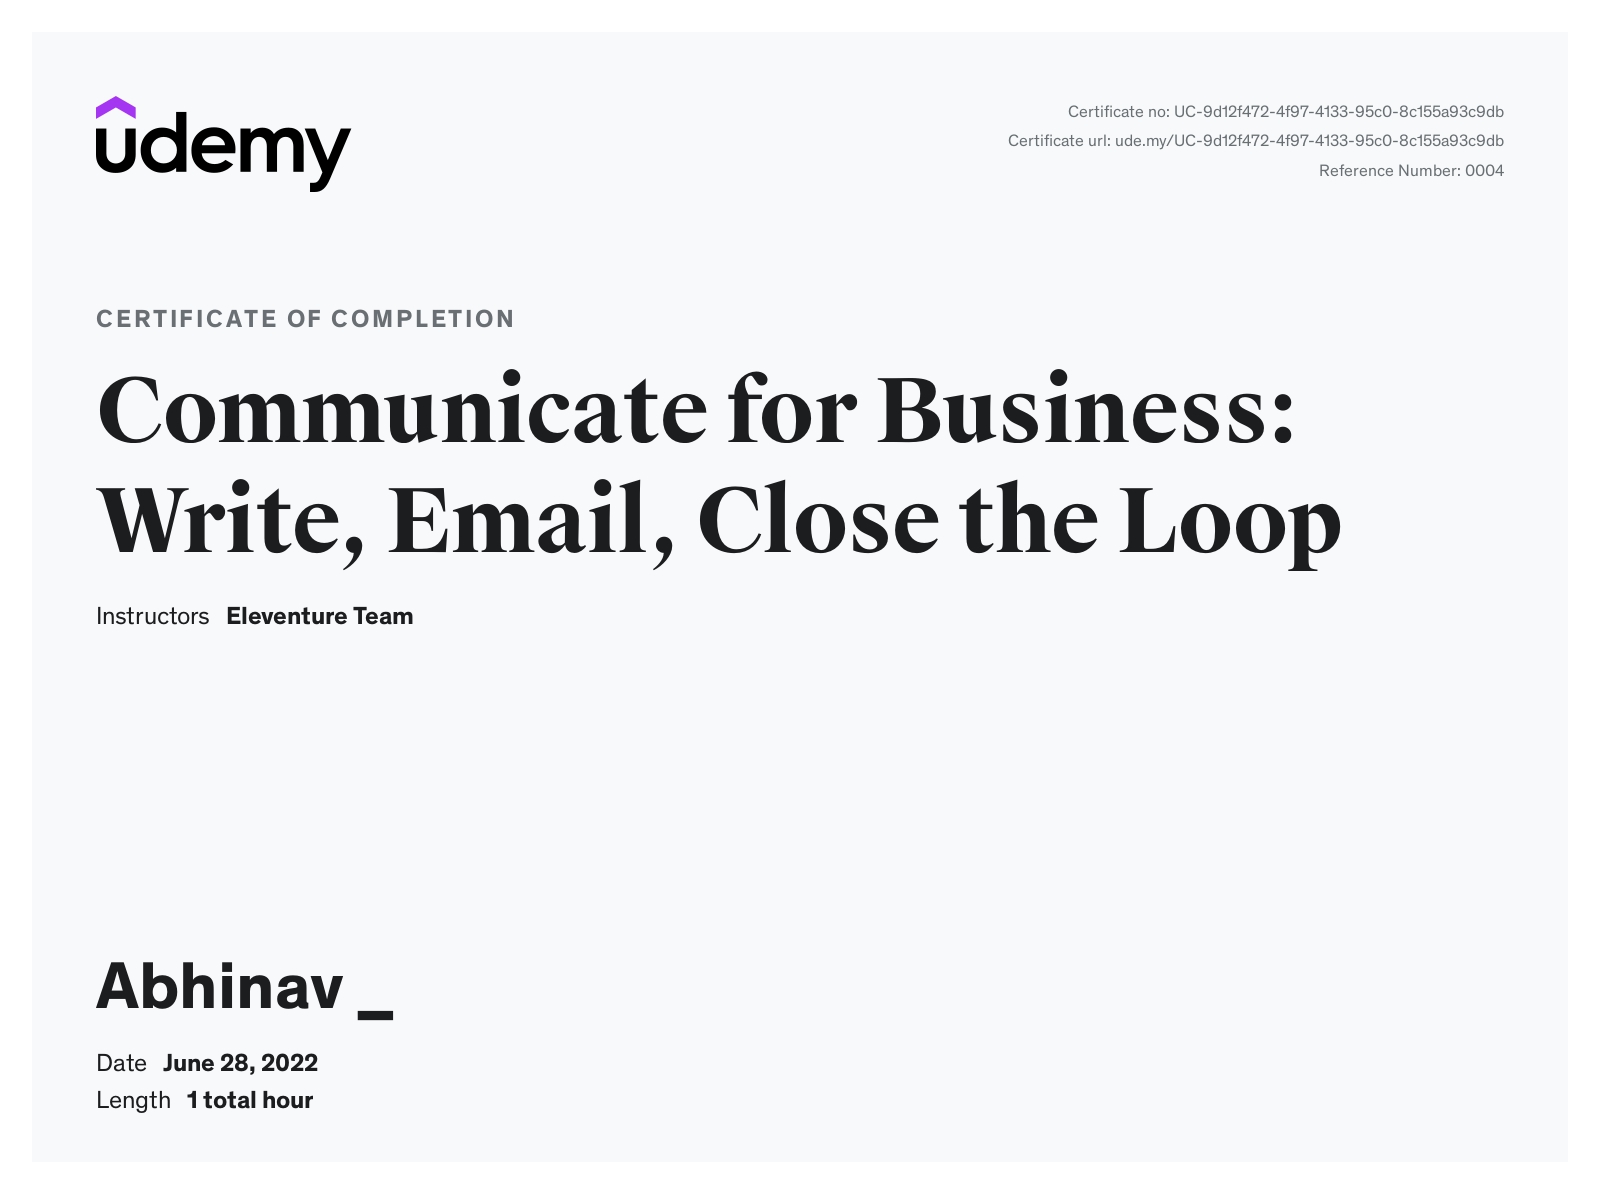 udemy
Certificate no: UC-9d12f472-4f97-4133-95c0-8c155a93c9db
Certificate url: ude.my/UC-9d12f472-4f97-4133-95c0-8c155a93c9db
Reference Number: 0004
CERTIFICATE OF COMPLETION
Communicate for Business:
Write, Email, Close the Loop
Instructors Eleventure Team
Abhinav _
Date June 28, 2022
Length 1 total hour